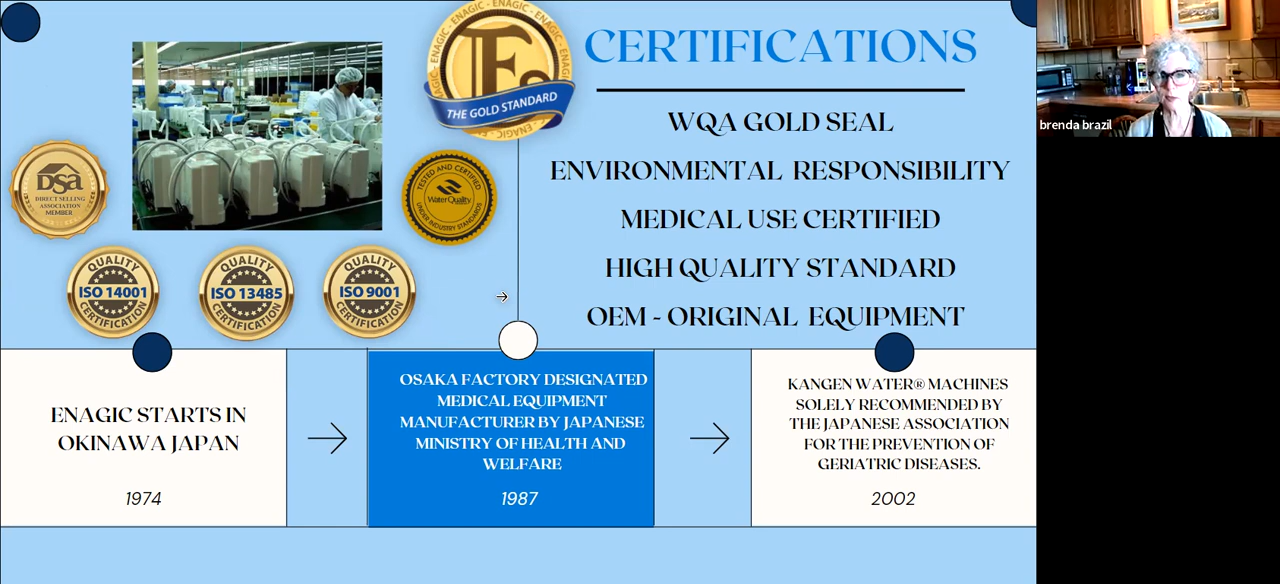 CERTIFICATIONS
WQA GOLD SEAL
ENVIRONMENTAL RESPONSIBILITY
MEDICAL USE CERTIFIED
HIGH QUALITY STANDARD
OEM - ORIGINAL EQUIPMENT
ENAGIC - ENAGIC - ENAGIC
THE GOLD STANDARD
DSa
DIRECT SELLING
ASSOCIATION
MEMBER
TESTED AND CERTIFIED
Water Quality
UNDER INDUSTRY STANDARDS
QUALITY
ISO 14001
CERTIFICATION
QUALITY
ISO 13485
CERTIFICATION
QUALITY
ISO 9001
CERTIFICATION
ENAGIC STARTS IN
OKINAWA JAPAN
1974
OSAKA FACTORY DESIGNATED
MEDICAL EQUIPMENT
MANUFACTURER BY JAPANESE
MINISTRY OF HEALTH AND
WELFARE
1987
KANGEN WATER® MACHINES
SOLELY RECOMMENDED BY
THE JAPANESE ASSOCIATION
FOR THE PREVENTION OF
GERIATRIC DISEASES.
2002
brenda brazil